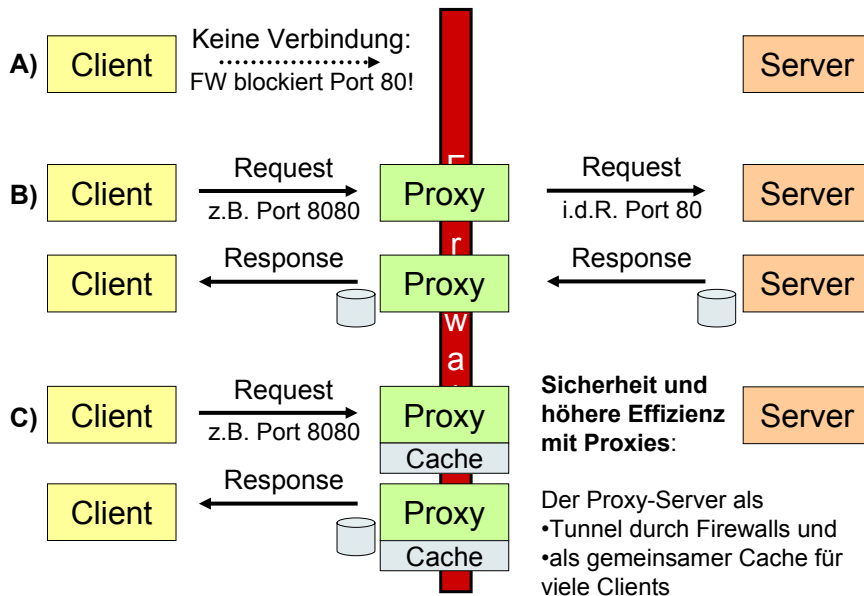 A)
Client
Keine Verbindung:
FW blockiert Port 80!
Server
B)
Client
Request
z.B. Port 8080
Proxy
Request
i.d.R. Port 80
Server
Client
Response
Proxy
Response
Server
r
w
a
C)
Client
Request
z.B. Port 8080
Proxy
Cache
Sicherheit und
höhere Effizienz
mit Proxies:
Server
Client
Response
Proxy
Cache
Der Proxy-Server als
•Tunnel durch Firewalls und
•als gemeinsamer Cache für
viele Clients